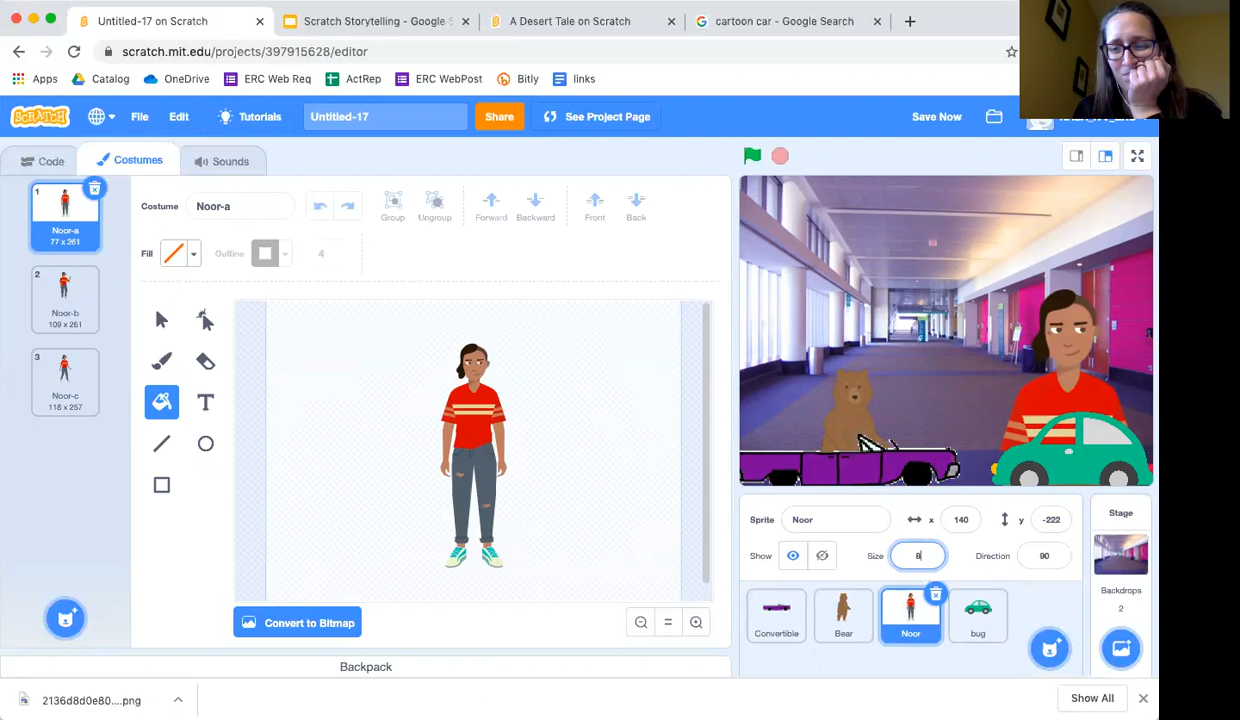 Untitled-17 on Scratch
Scratch Storytelling - Google S
A Desert Tale on Scratch
cartoon car - Google Search
scratch.mit.edu/projects/397915628/editor
Apps
Catalog
OneDrive
ERC Web Req
ActRep
ERC WebPost
Bitly
links
SCRATCH
File
Edit
Tutorials
Untitled-17
Share
See Project Page
Save Now
Code
Costumes
Sounds
1
Noor-a
77 x 261
2
Noor-b
109 x 261
3
Noor-c
116 x 257
Costume
Noor-a
Group
Ungroup
Forward
Backward
Front
Back
Fill
Outline
4
T
Convert to Bitmap
Backpack
Sprite
Noor
x
140
y
-222
Show
Size
8
Direction
90
Convertible
Bear
Noor
bug
Stage
Backdrops
2
2136d8d0e80....png
Show All